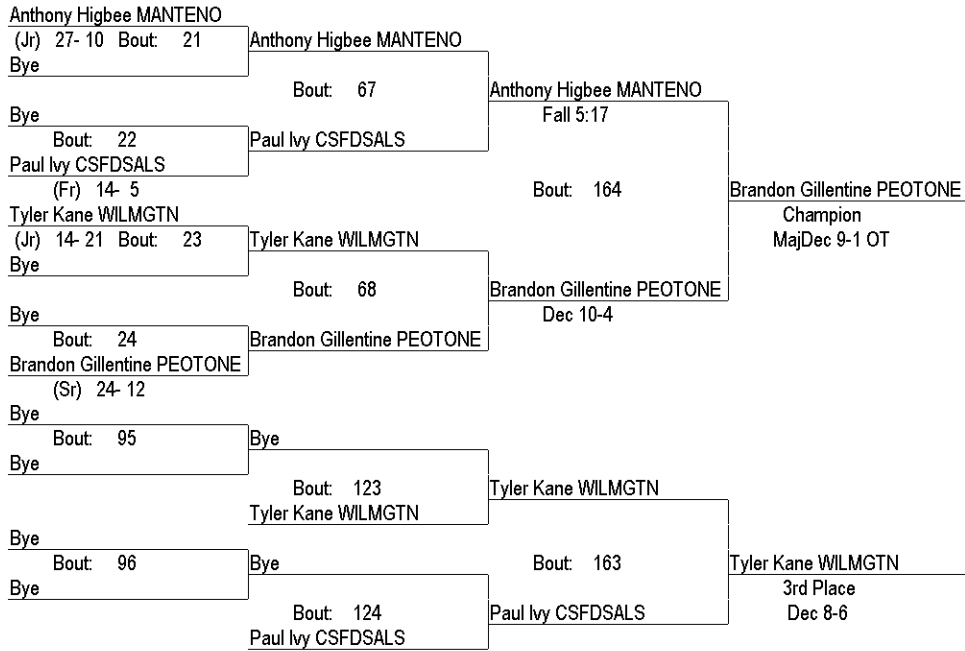 Anthony Higbee MANTENO
(Jr) 27- 10 Bout: 21 Anthony Higbee MANTENO
Bye
Bout: 67 Anthony Higbee MANTENO
Bye Fall 5:17
Bout: 22 Paul Ivy CSFDSALS
Paul Ivy CSFDSALS
(Fr) 14- 5 Bout: 164 Brandon Gillentine PEOTONE
Tyler Kane WILMGTN Champion
(Jr) 14- 21 Bout: 23 Tyler Kane WILMGTN MajDec 9-1 OT
Bye
Bout: 68 Brandon Gillentine PEOTONE
Bye Dec 10-4
Bout: 24 Brandon Gillentine PEOTONE
Brandon Gillentine PEOTONE
(Sr) 24- 12
Bye
Bout: 95 Bye
Bye
Bout: 123 Tyler Kane WILMGTN
Tyler Kane WILMGTN
Bye
Bout: 96 Bye Bout: 163 Tyler Kane WILMGTN
Bye 3rd Place
Bout: 124 Paul Ivy CSFDSALS Dec 8-6
Paul Ivy CSFDSALS